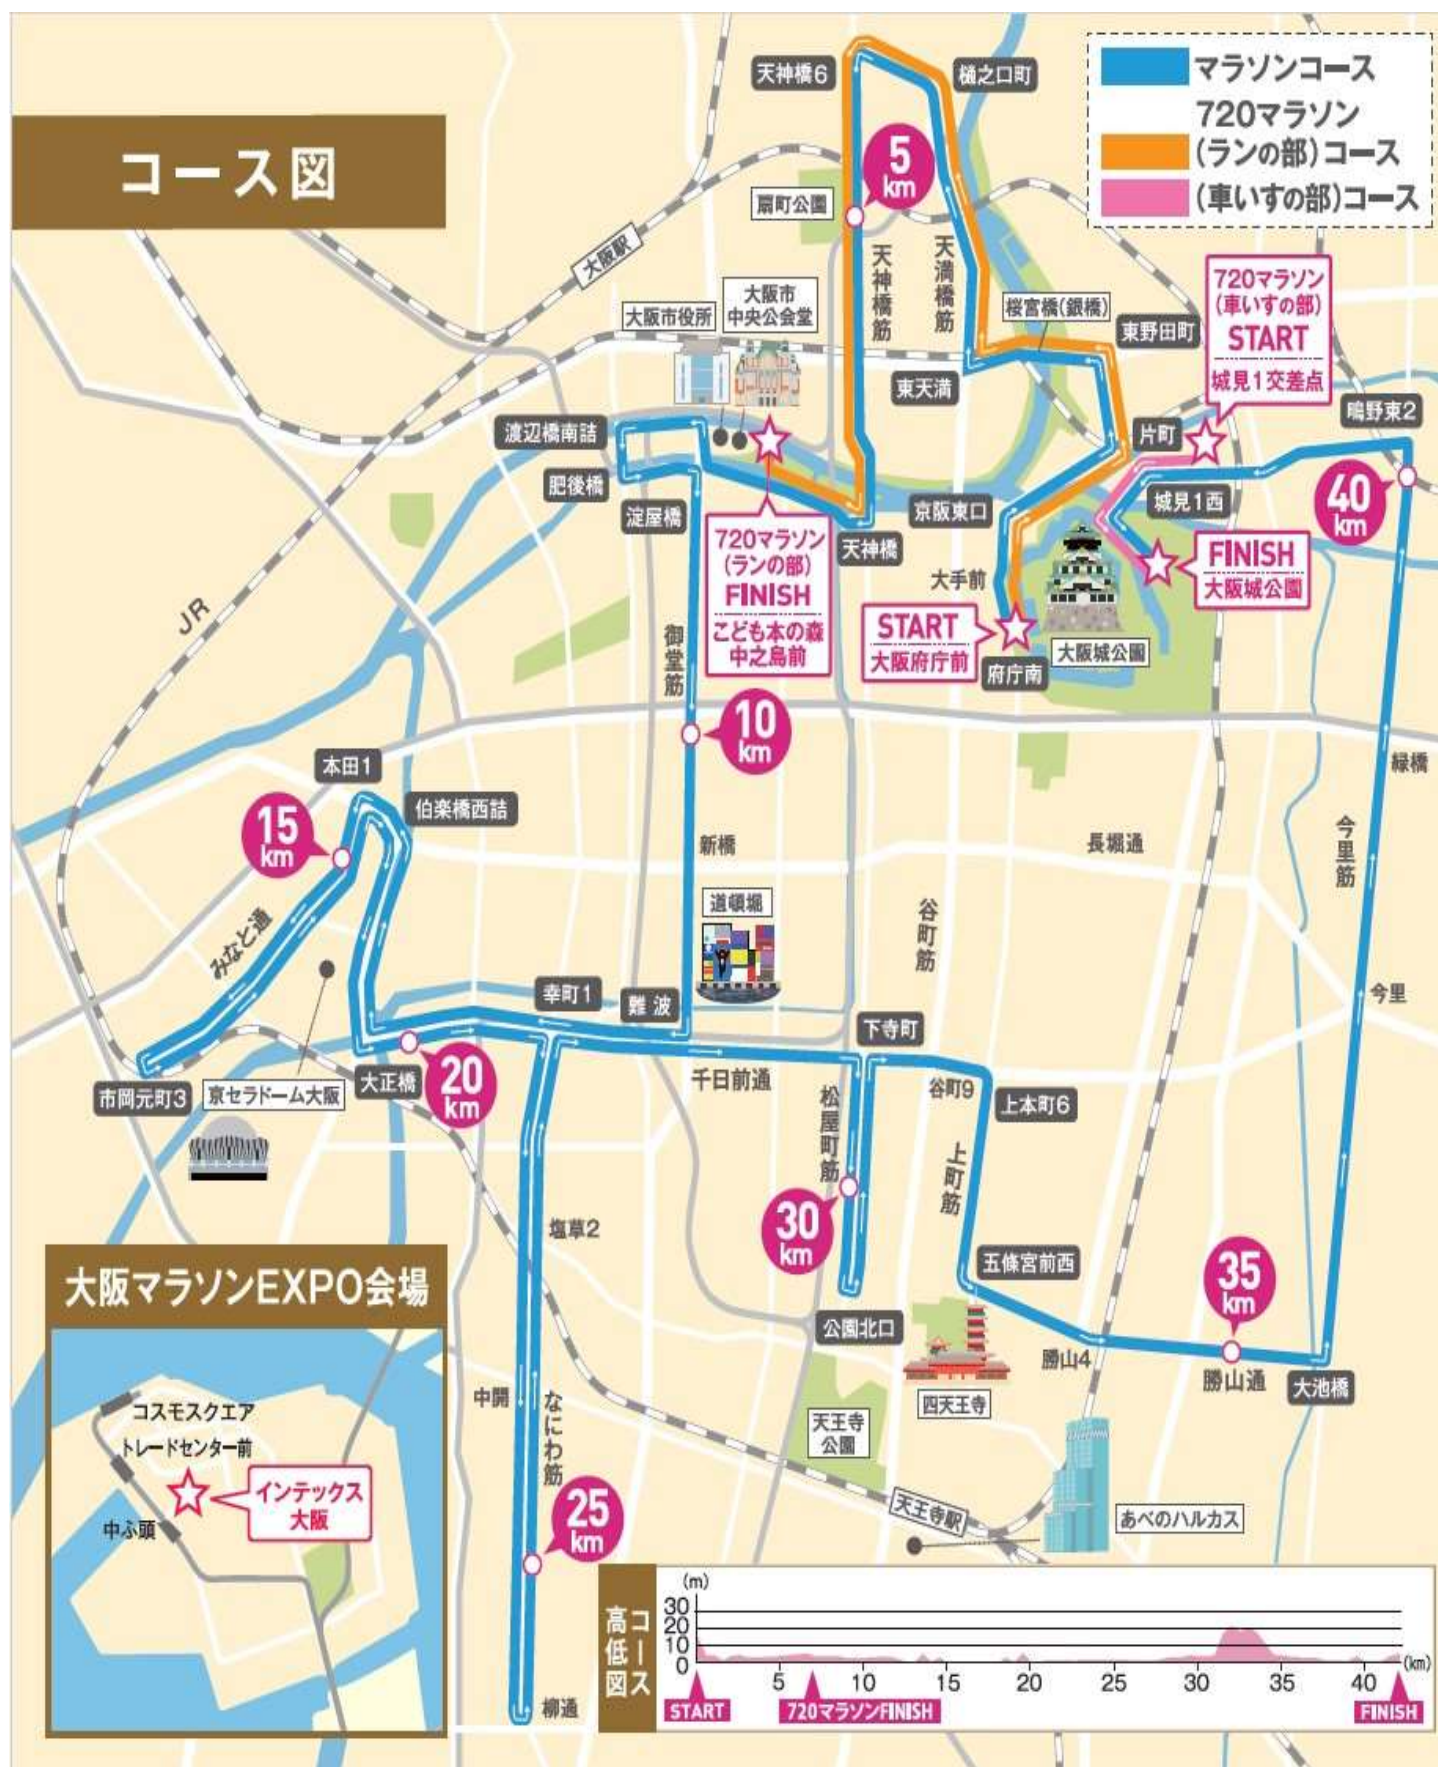 コース図
マラソンコース
720マラソン
(ランの部)コース
(車いすの部)コース
天神橋6
樋之口町
5
km
扇町公園
大阪駅
天神橋筋
天満橋筋
大阪市役所
大阪市
中央公会堂
桜宮橋(銀橋)
東野田町
720マラソン
(車いすの部)
START
城見1交差点
東天満
鴫野東2
渡辺橋南詰
片町
肥後橋
淀屋橋
京阪東口
城見1西
40
km
天神橋
720マラソン
(ランの部)
FINISH
こども本の森
中之島前
FINISH
大阪城公園
大手前
START
大阪府庁前
大阪城公園
府庁南
JR
御堂筋
10
km
緑橋
本田1
伯楽橋西詰
15
km
新橋
長堀通
今里筋
道頓堀
谷町筋
みなと通
今里
幸町1
難波
下寺町
大正橋
20
km
千日前通
谷町9
上本町6
市岡元町3
京セラドーム大阪
松屋町筋
上町筋
30
km
塩草2
五條宮前西
35
km
公園北口
勝山4
勝山通
大池橋
四天王寺
天王寺
公園
中開
なにわ筋
25
km
天王寺駅
あべのハルカス
柳通
大阪マラソンEXPO会場
コスモスクエア
トレードセンター前
インテックス
大阪
中ふ頭
コース
高低図
(m)
30
20
10
0
5
10
15
20
25
30
35
40
(km)
START
720マラソンFINISH
FINISH